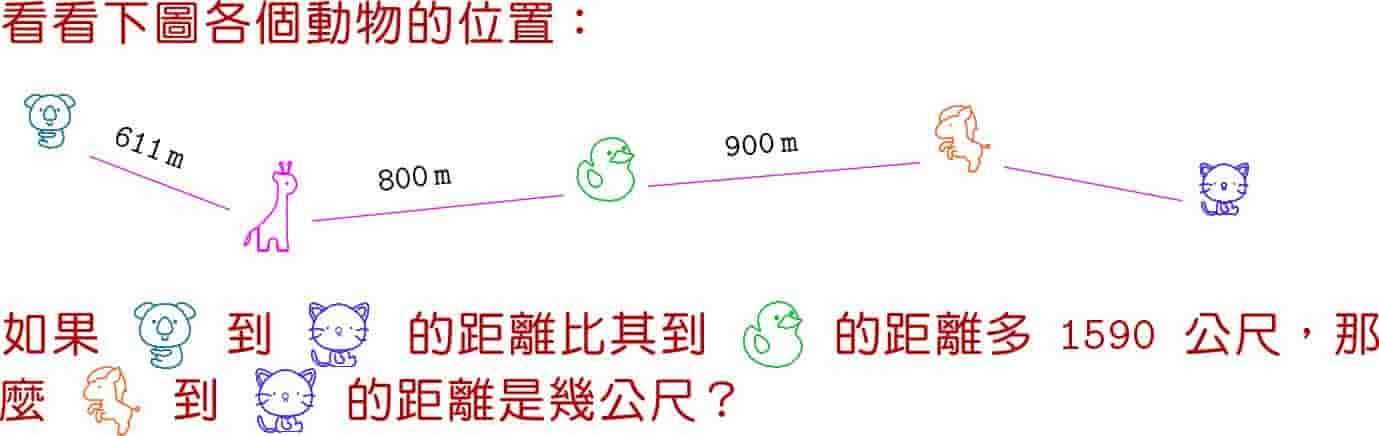 看看下圖各個動物的位置：
611 m
800 m
900 m
如果 到 的距離比其到 的距離多 1590 公尺，那
麼 到 的距離是幾公尺？